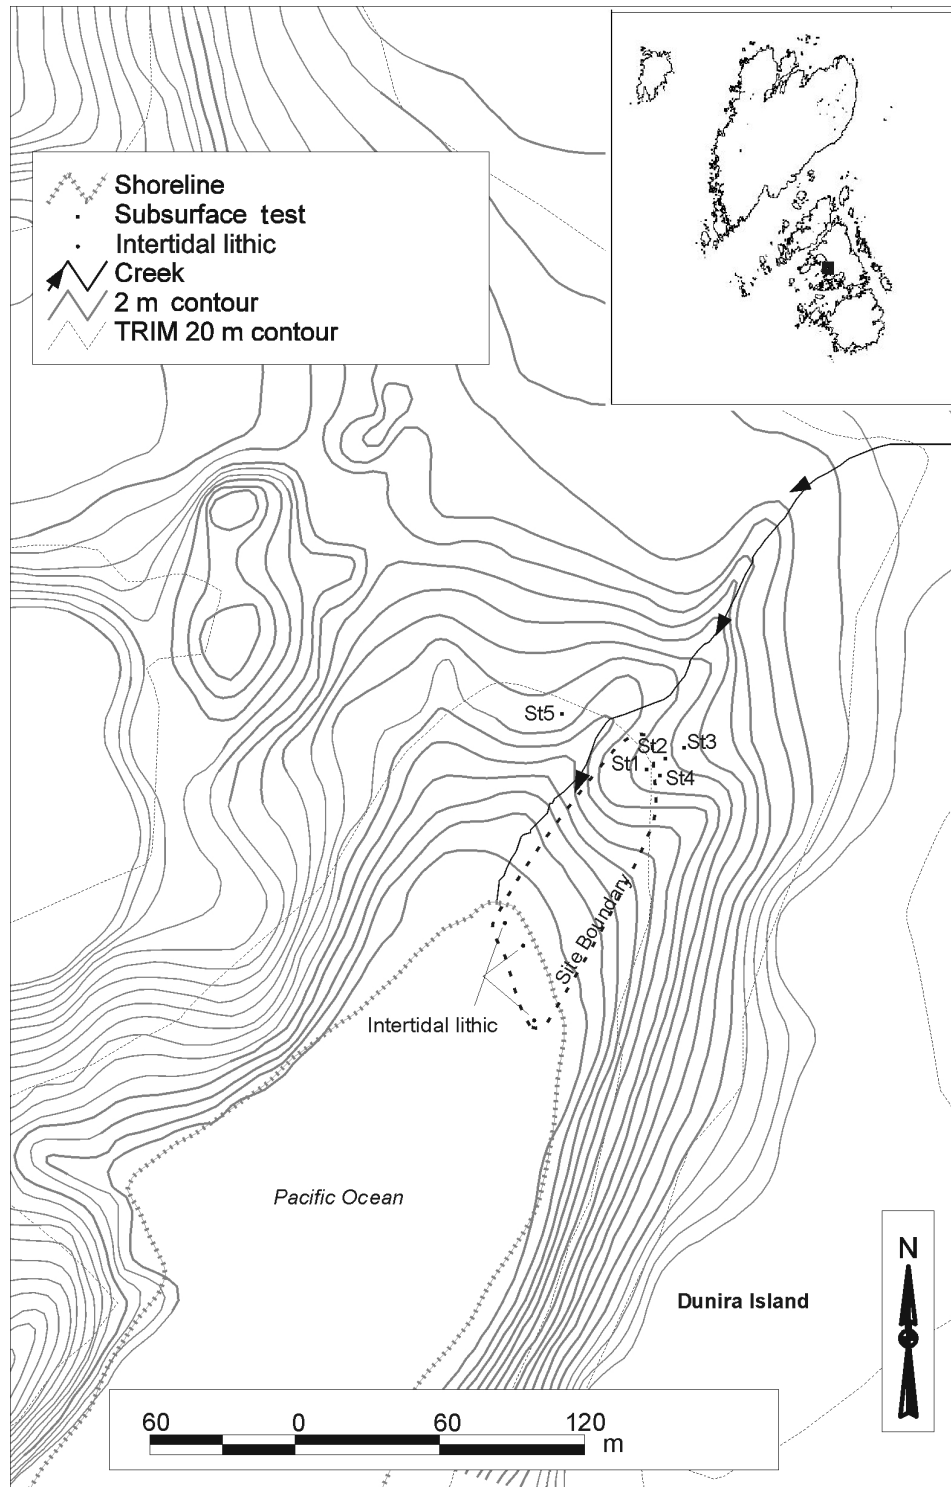 Shoreline
Subsurface test
Intertidal lithic
Creek
2 m contour
TRIM 20 m contour
St5
St2
St3
St1
St4
Site Boundary
Intertidal lithic
Pacific Ocean
N
Dunira Island
60 0 60 120
m